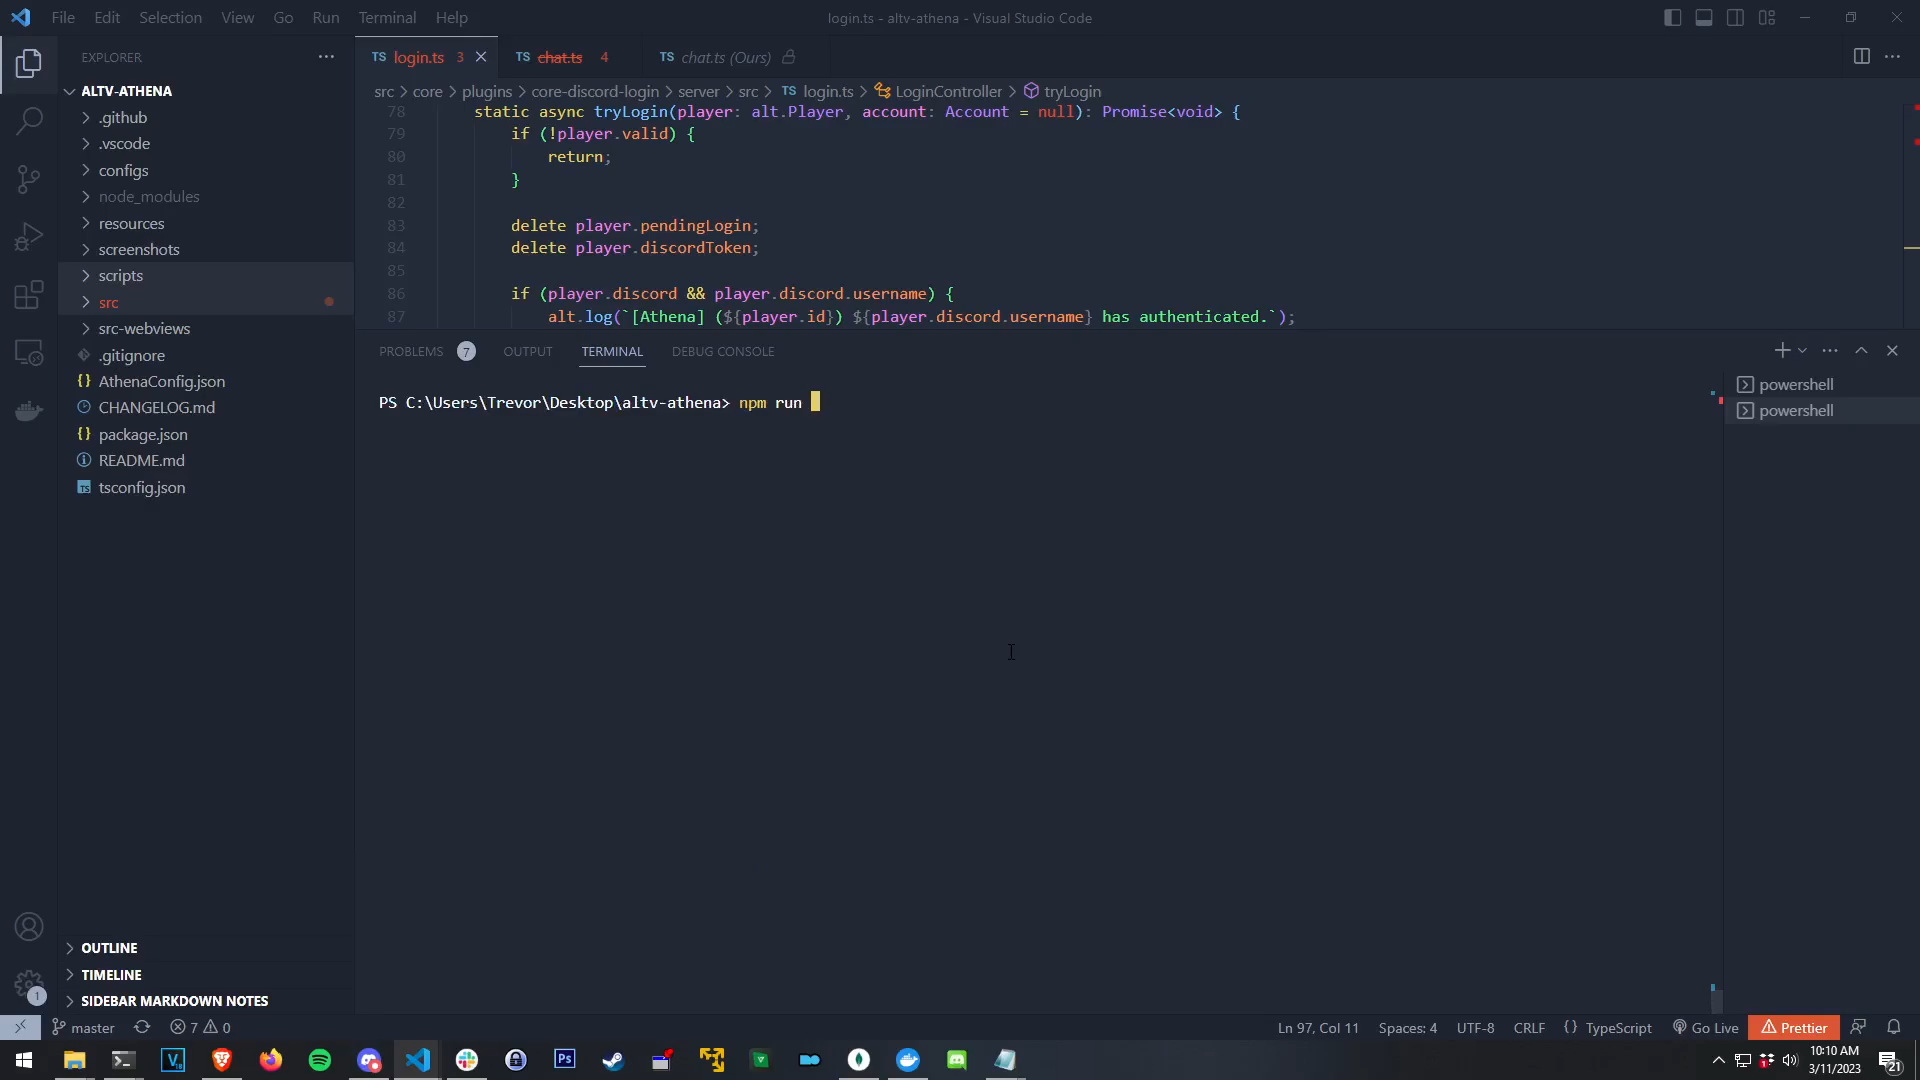 File Edit Selection View Go Run Terminal Help
login.ts - altv-athena - Visual Studio Code
EXPLORER
TS login.ts 3
TS chat.ts 4
TS chat.ts (Ours)
ALTV-ATHENA
.github
.vscode
configs
node_modules
resources
screenshots
scripts
src
src-webviews
.gitignore
{} AthenaConfig.json
CHANGELOG.md
{} package.json
README.md
TS tsconfig.json
OUTLINE
TIMELINE
SIDEBAR MARKDOWN NOTES
src > core > plugins > core-discord-login > server > src > TS login.ts > LoginController > tryLogin
78 static async tryLogin(player: alt.Player, account: Account = null): Promise<void> {
79 if (!player.valid) {
80 return;
81 }
82
83 delete player.pendingLogin;
84 delete player.discordToken;
85
86 if (player.discord && player.discord.username) {
87 alt.log(`[Athena] (${player.id}) ${player.discord.username} has authenticated.`);
PROBLEMS 7 OUTPUT TERMINAL DEBUG CONSOLE
PS C:\Users\Trevor\Desktop\altv-athena> npm run
powershell
powershell
1
master 7 0
Ln 97, Col 11 Spaces: 4 UTF-8 CRLF {} TypeScript Go Live Prettier
V 18
Ps
10:10 AM
3/11/2023
21